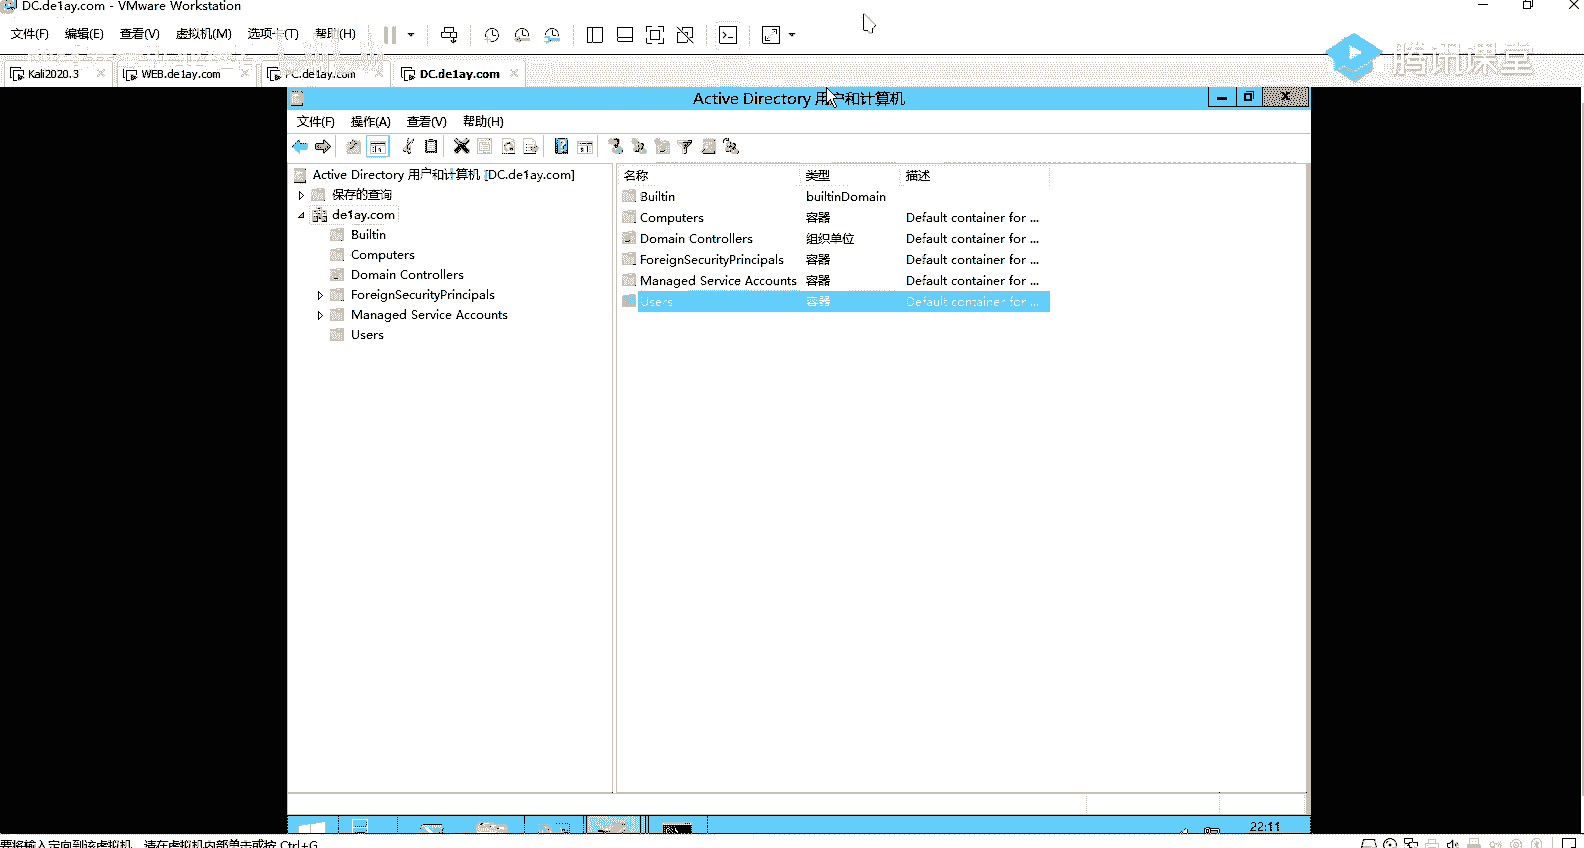 DC.de1ay.com - VMware Workstation
文件(F) 编辑(E) 查看(V) 虚拟机(M) 选项卡(T) 帮助(H)
Kali2020.3 WEB.de1ay.com PC.de1ay.com DC.de1ay.com
腾讯课堂
Active Directory 用户和计算机
文件(F) 操作(A) 查看(V) 帮助(H)
Active Directory 用户和计算机 [DC.de1ay.com]
保存的查询
de1ay.com
Builtin
Computers
Domain Controllers
ForeignSecurityPrincipals
Managed Service Accounts
Users
名称 类型 描述
Builtin builtinDomain
Computers 容器 Default container for ...
Domain Controllers 组织单位 Default container for ...
ForeignSecurityPrincipals 容器 Default container for ...
Managed Service Accounts 容器 Default container for ...
Users 容器 Default container for ...
22:11
要将输入定向到该虚拟机，请在虚拟机内部单击或按 Ctrl+G